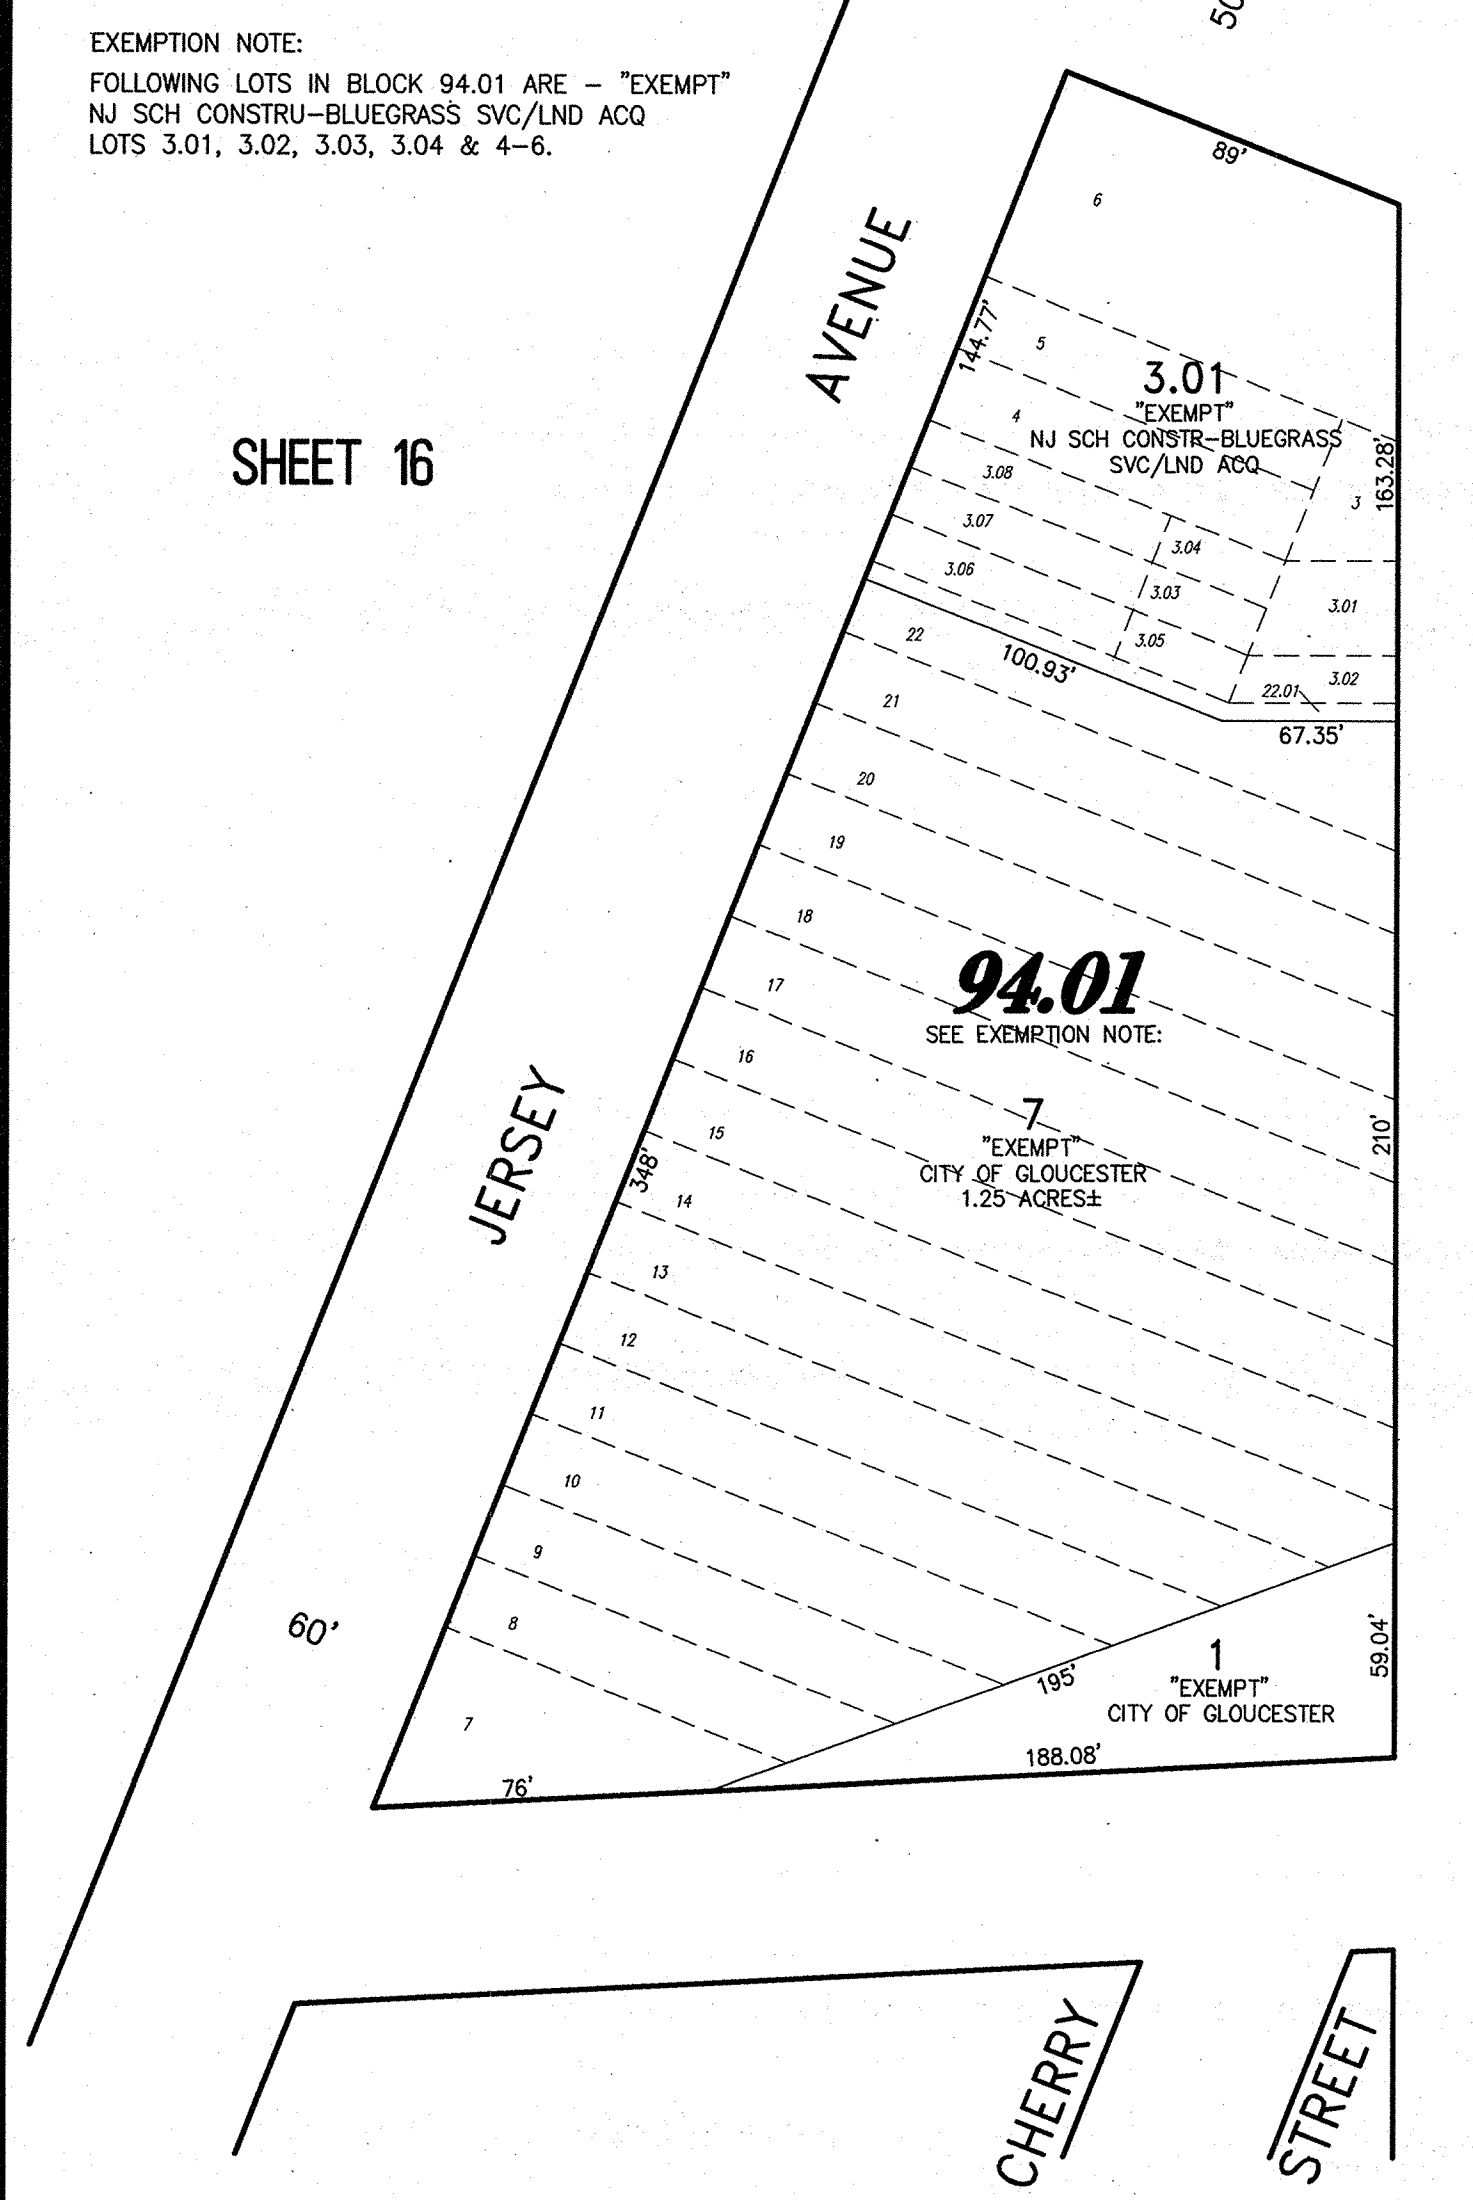 EXEMPTION NOTE:
FOLLOWING LOTS IN BLOCK 94.01 ARE – "EXEMPT"
NJ SCH CONSTRU–BLUEGRASS SVC/LND ACQ
LOTS 3.01, 3.02, 3.03, 3.04 & 4–6.
50
89'
6
AVENUE
144.77'
5
3.01
"EXEMPT"
NJ SCH CONSTR–BLUEGRASS
SVC/LND ACQ
4
163.28'
SHEET 16
3.08
3
3.07
3.04
3.06
3.03
3.01
22
3.05
100.93'
3.02
22.01
21
67.35'
20
19
18
94.01
SEE EXEMPTION NOTE:
17
16
7
"EXEMPT"
CITY OF GLOUCESTER
1.25 ACRES±
210'
15
JERSEY
348'
14
13
12
11
10
9
8
60'
59.04'
1
"EXEMPT"
CITY OF GLOUCESTER
195'
7
188.08'
76'
CHERRY
STREET